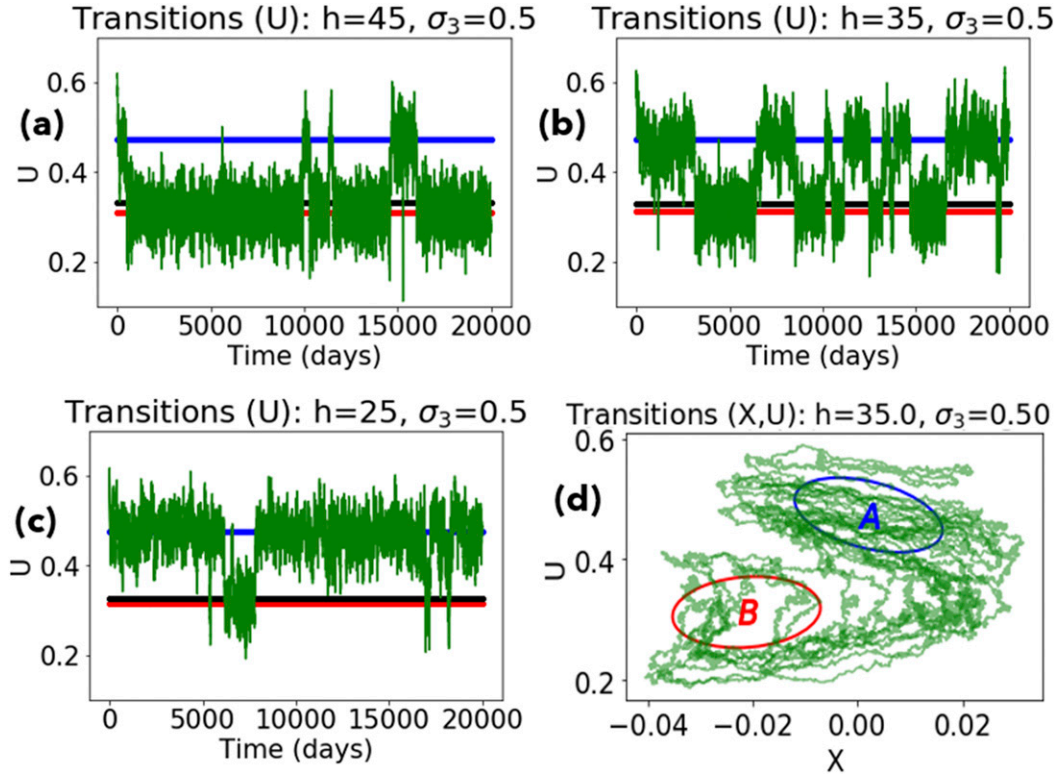 Transitions (U): h=45, σ3=0.5
(a)
U
0.6
0.4
0.2
0 5000 10000 15000 20000
Time (days)
Transitions (U): h=35, σ3=0.5
(b)
U
0.6
0.4
0.2
0 5000 10000 15000 20000
Time (days)
Transitions (U): h=25, σ3=0.5
(c)
U
0.6
0.4
0.2
0 5000 10000 15000 20000
Time (days)
Transitions (X,U): h=35.0, σ3=0.50
(d)
U
0.6
0.4
0.2
A
B
−0.04 −0.02 0.00 0.02
X